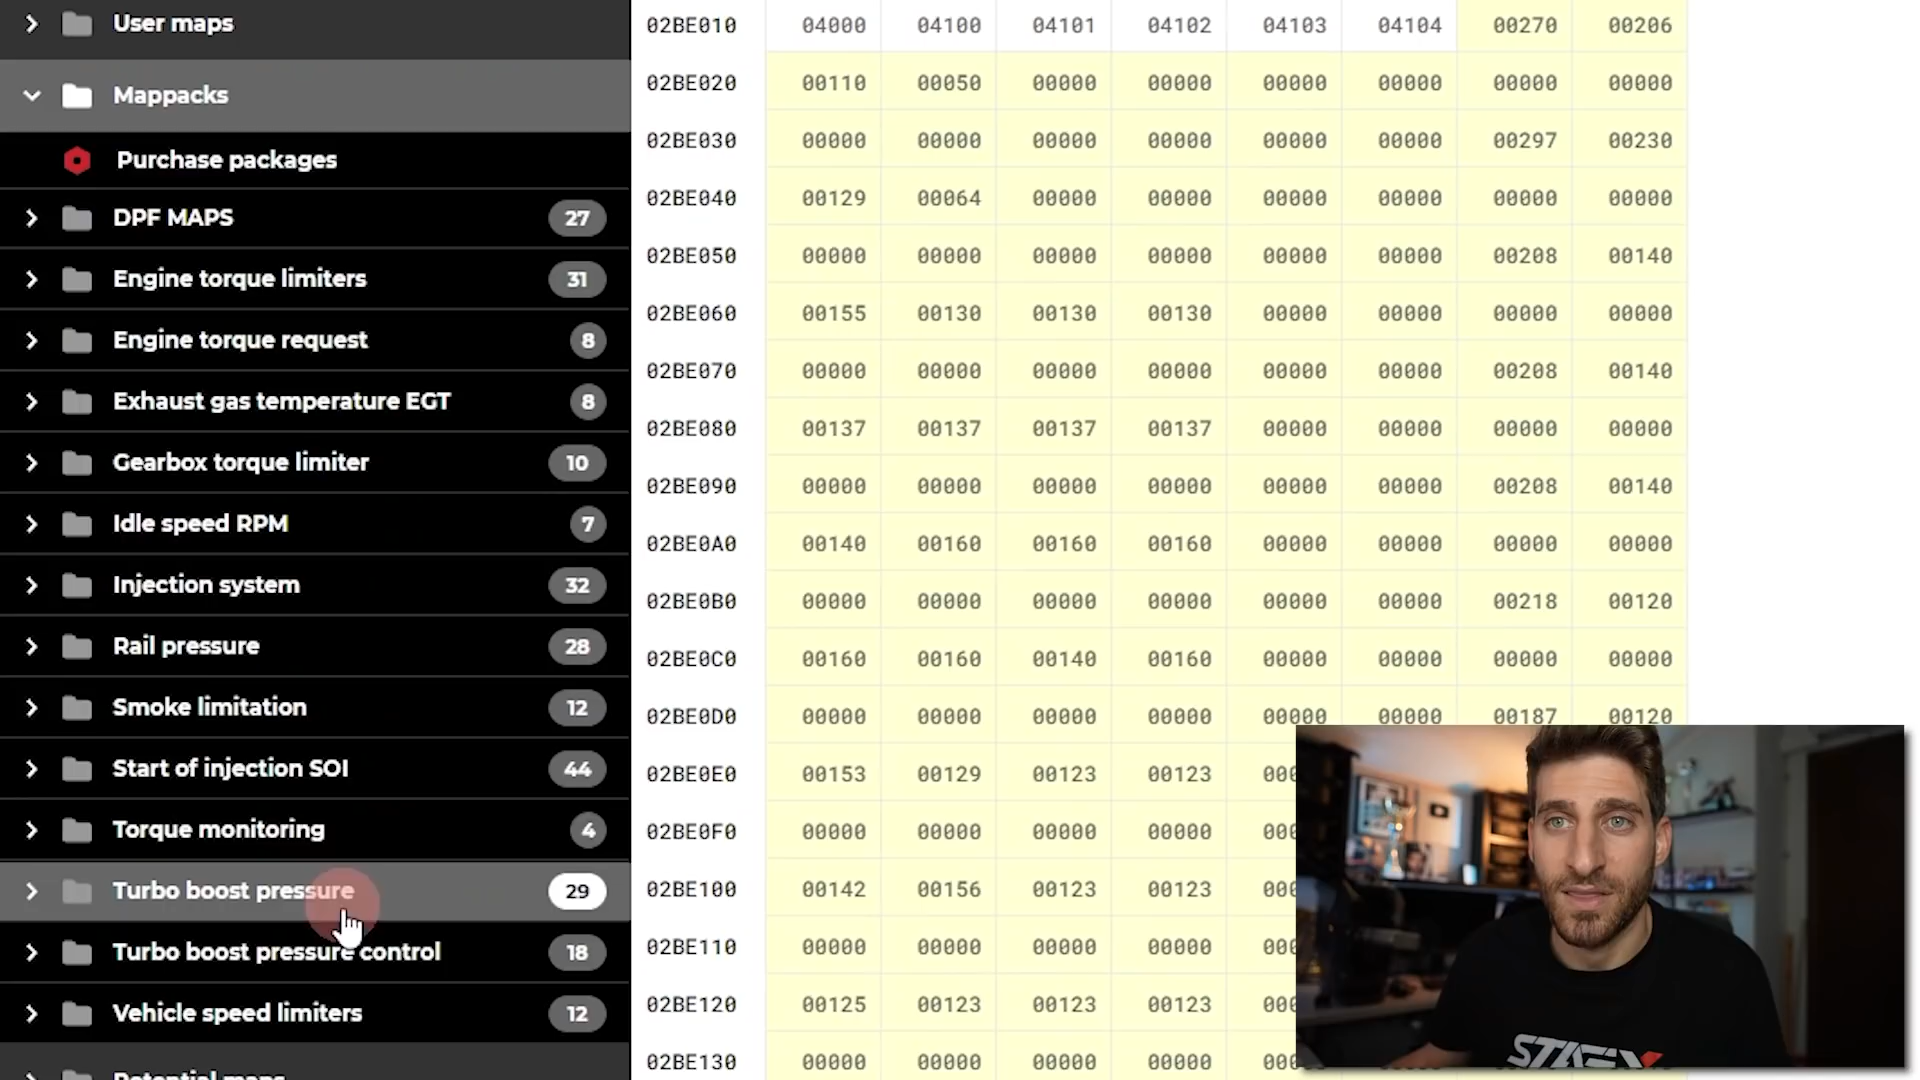 User maps
Mappacks
Purchase packages
DPF MAPS 27
Engine torque limiters 31
Engine torque request 8
Exhaust gas temperature EGT 8
Gearbox torque limiter 10
Idle speed RPM 7
Injection system 32
Rail pressure 28
Smoke limitation 12
Start of injection SOI 44
Torque monitoring 4
Turbo boost pressure 29
Turbo boost pressure control 18
Vehicle speed limiters 12
Potential maps
02BE010 04000 04100 04101 04102 04103 04104 00270 00206
02BE020 00110 00050 00000 00000 00000 00000 00000 00000
02BE030 00000 00000 00000 00000 00000 00000 00297 00230
02BE040 00129 00064 00000 00000 00000 00000 00000 00000
02BE050 00000 00000 00000 00000 00000 00000 00208 00140
02BE060 00155 00130 00130 00130 00000 00000 00000 00000
02BE070 00000 00000 00000 00000 00000 00000 00208 00140
02BE080 00137 00137 00137 00137 00000 00000 00000 00000
02BE090 00000 00000 00000 00000 00000 00000 00208 00140
02BE0A0 00140 00160 00160 00160 00000 00000 00000 00000
02BE0B0 00000 00000 00000 00000 00000 00000 00218 00120
02BE0C0 00160 00160 00140 00160 00000 00000 00000 00000
02BE0D0 00000 00000 00000 00000 00000 00000 00187 00120
02BE0E0 00153 00129 00123 00123 000
02BE0F0 00000 00000 00000 00000 000
02BE100 00142 00156 00123 00123 000
02BE110 00000 00000 00000 00000 000
02BE120 00125 00123 00123 00123 000
02BE130 00000 00000 00000 00000 000